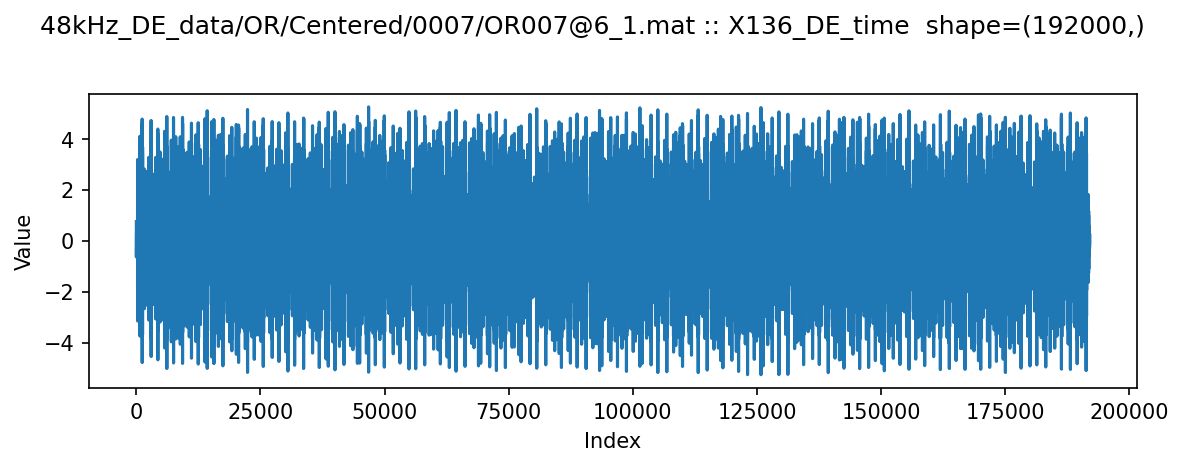 48kHz_DE_data/OR/Centered/0007/OR007@6_1.mat :: X136_DE_time  shape=(192000,)
4
2
0
−2
−4
Value
0 25000 50000 75000 100000 125000 150000 175000 200000
Index